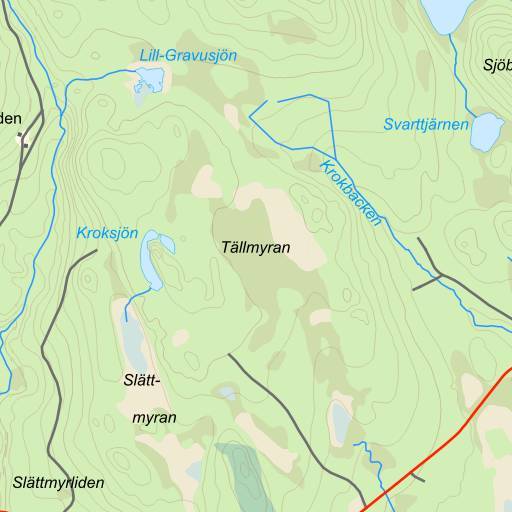 Lill-Gravusjön
Sjöb
den
Svarttjärnen
Krokbäcken
Kroksjön
Tällmyran
Slätt-
myran
Slättmyrliden